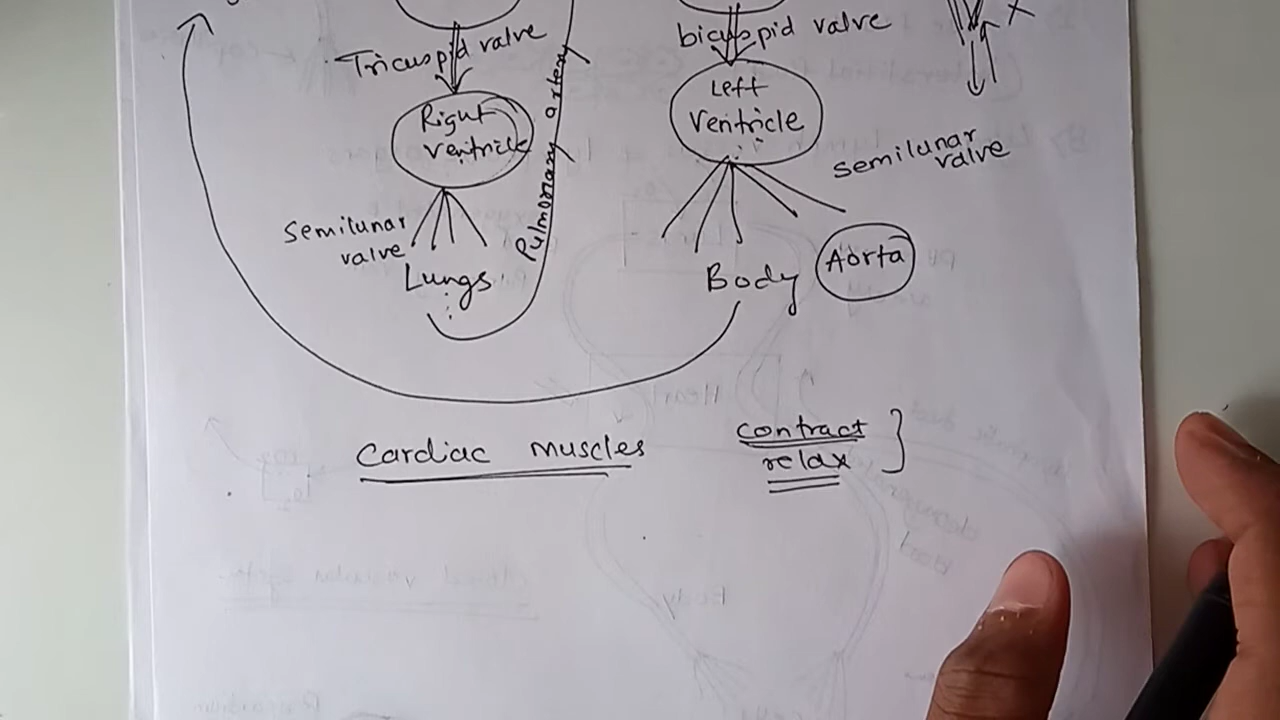 Tricuspid valve
bicuspid valve
x
Right
ventricle
Pulmonary artery
Left
ventricle
semilunar
valve
semilunar
valve
Lungs
Body
Aorta
cardiac muscles
contract
relax